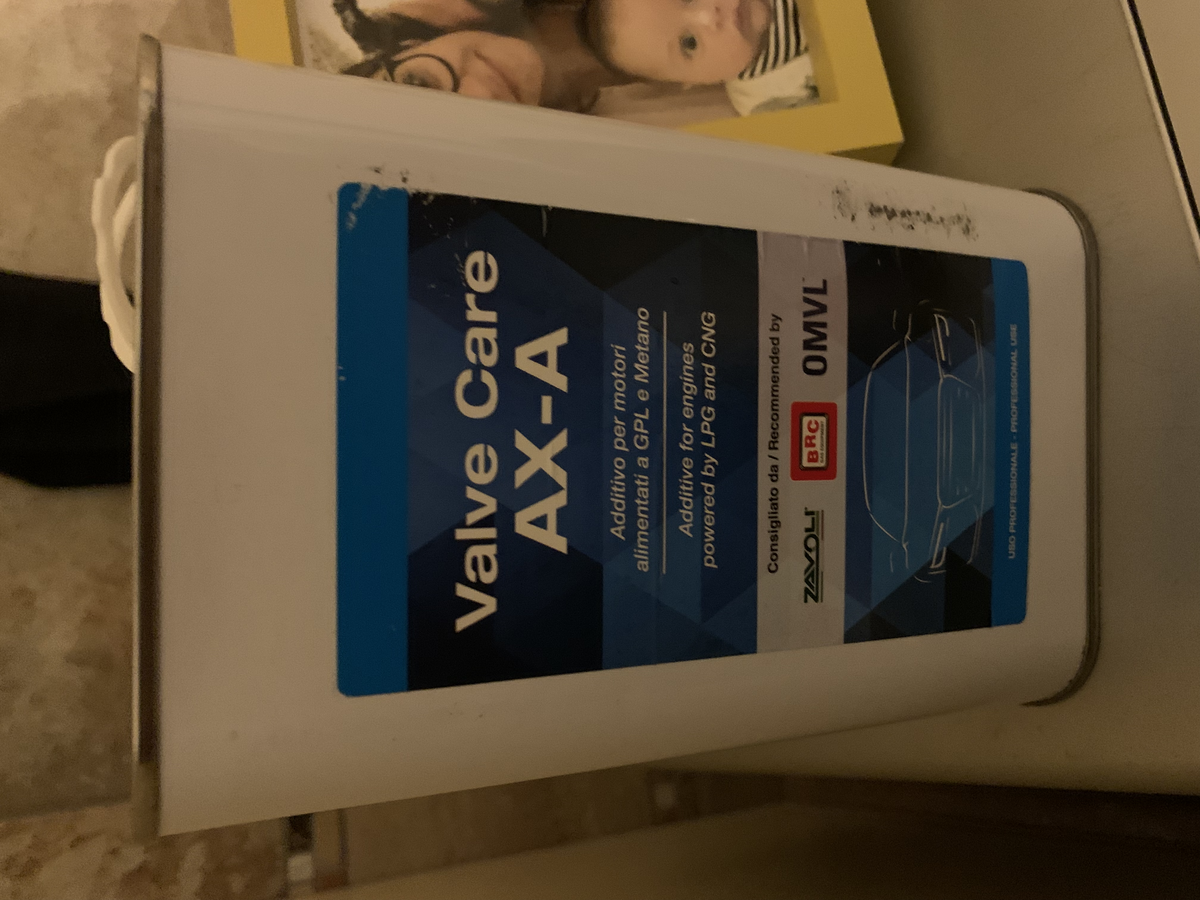 Valve Care
AX-A
Additivo per motori
alimentati a GPL e Metano
Additive for engines
powered by LPG and CNG
Consigliato da / Recommended by
ZAVOLI BRC OMVL
USO PROFESSIONALE - PROFESSIONAL USE